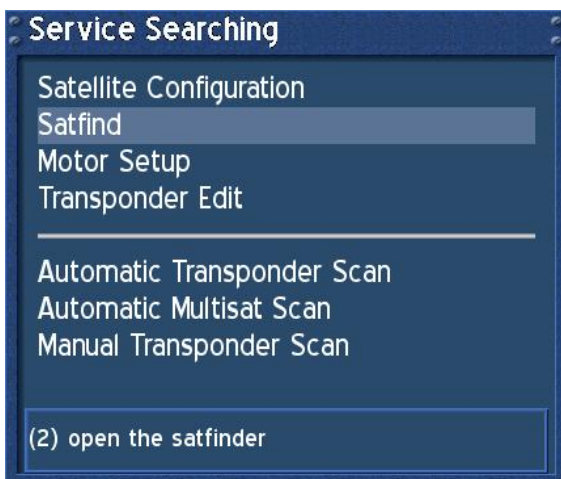 Service Searching
Satellite Configuration
Satfind
Motor Setup
Transponder Edit
Automatic Transponder Scan
Automatic Multisat Scan
Manual Transponder Scan
(2) open the satfinder